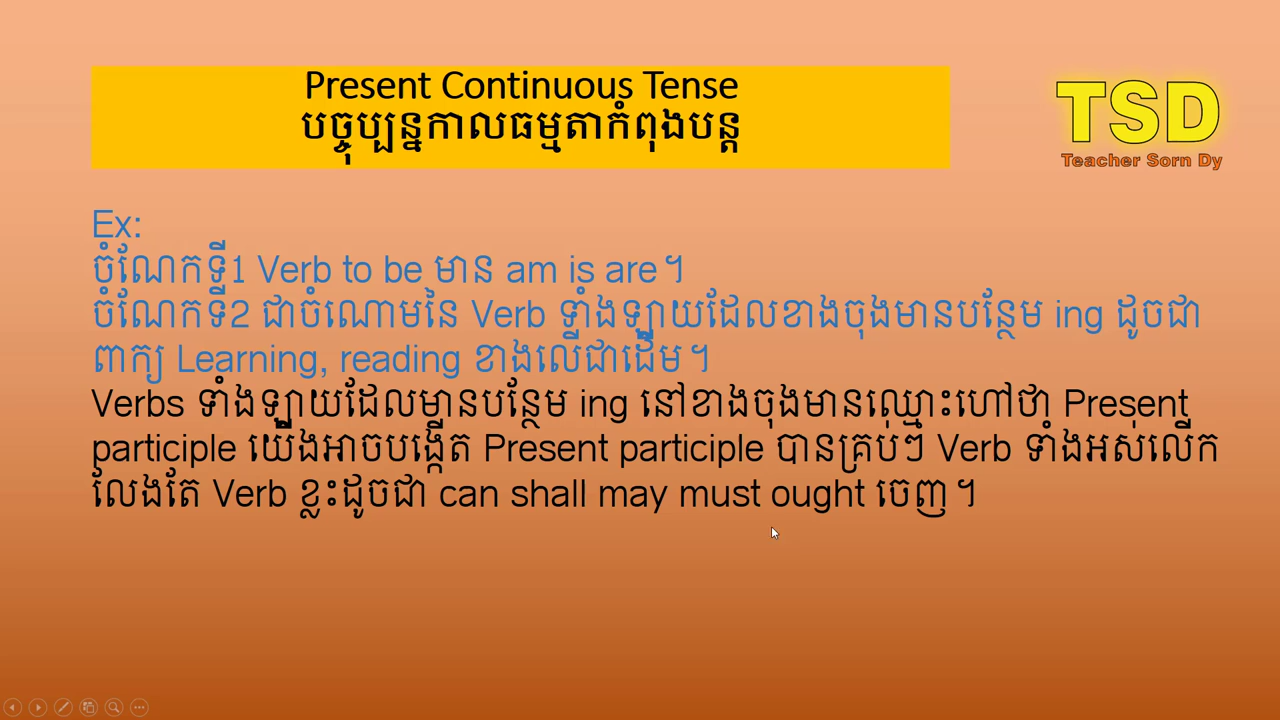 Present Continuous Tense
បច្ចុប្បន្នកាលធម្មតាកំពុងបន្ត
TSD
Teacher Sorn Dy
Ex:
ចំណែកទី1 Verb to be មាន am is are។
ចំណែកទី2 ជាចំណោមនៃ Verb ទាំងឡាយដែលខាងចុងមានបន្ថែម ing ដូចជា
ពាក្យ Learning, reading ខាងលើជាដើម។
Verbs ទាំងឡាយដែលមានបន្ថែម ing នៅខាងចុងមានឈ្មោះហៅថា Present
participle យើងអាចបង្កើត Present participle បានគ្រប់ៗ Verb ទាំងអស់លើក
លែងតែ Verb ខ្លះដូចជា can shall may must ought ចេញ។